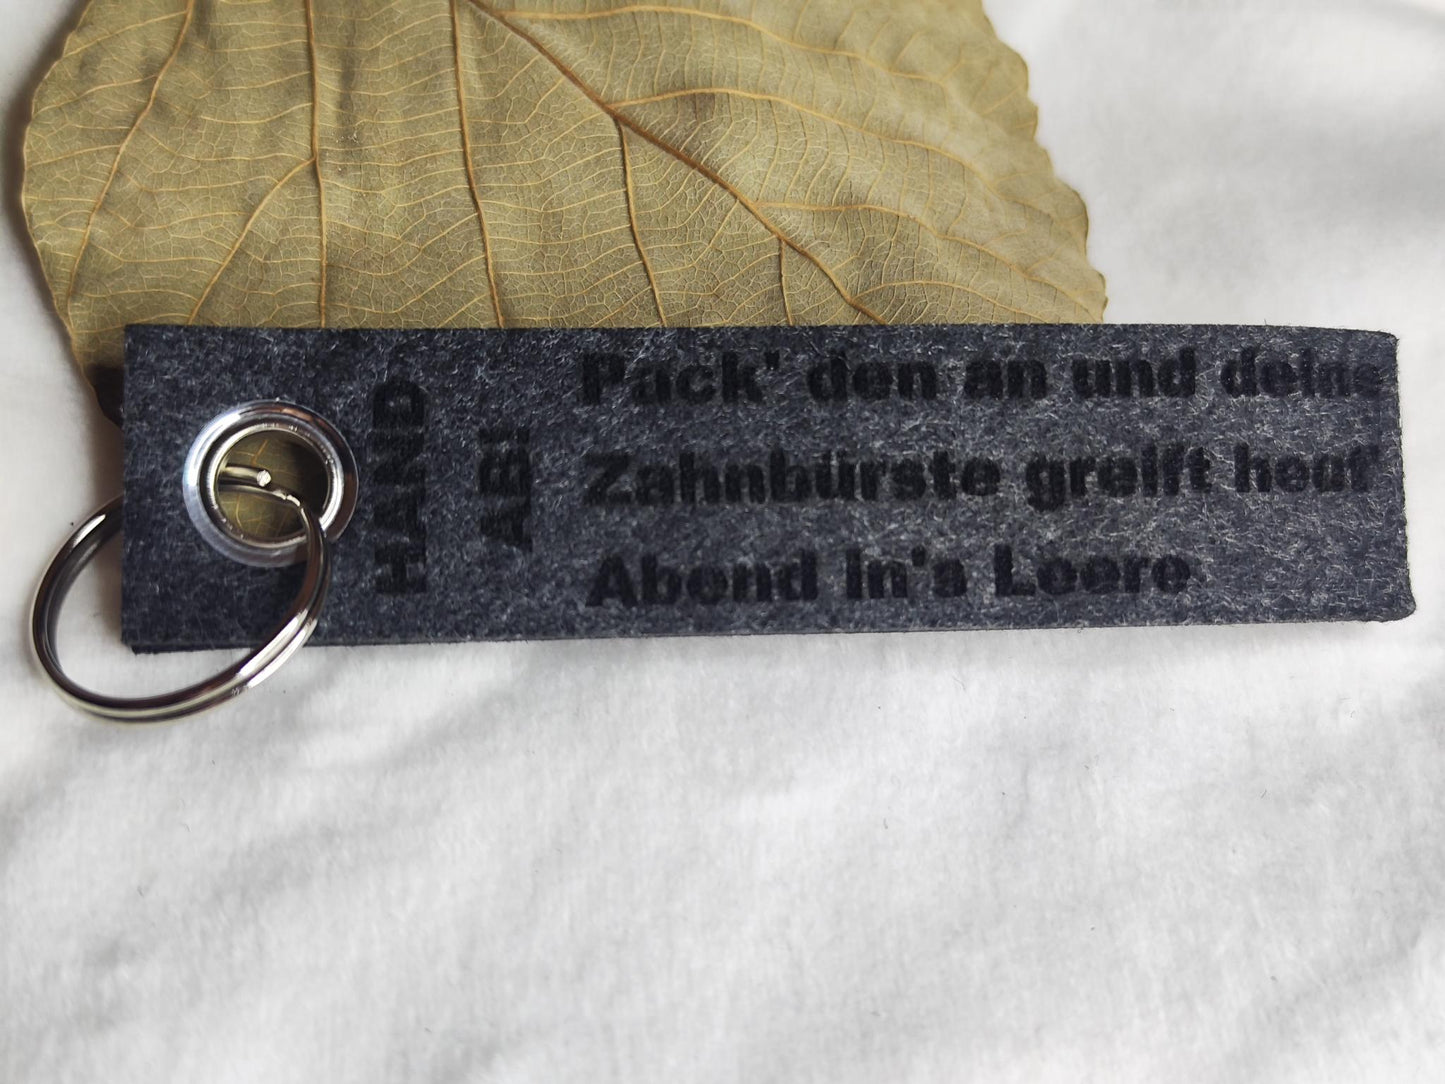 HAND
AB!
Pack' den an und deine
Zahnbürste greift heut'
Abend in's Leere